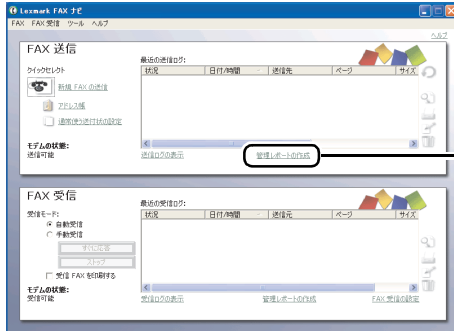 Lexmark FAX ナビ
FAX FAX受信 ツール ヘルプ
ヘルプ
FAX 送信
最近の送信ログ:
クイックセレクト
状況 日付/時間 送信先 ページ サイズ
新規 FAX の送信
アドレス帳
通常使う送付状の設定
モデムの状態:
送信可能
送信ログの表示 管理レポートの作成
FAX 受信
最近の受信ログ:
受信モード:
状況 日付/時間 送信元 ページ サイズ
自動受信
手動受信
すぐに応答
ストップ
受信 FAX を印刷する
モデムの状態:
受信可能
受信ログの表示 管理レポートの作成 FAX 受信の設定